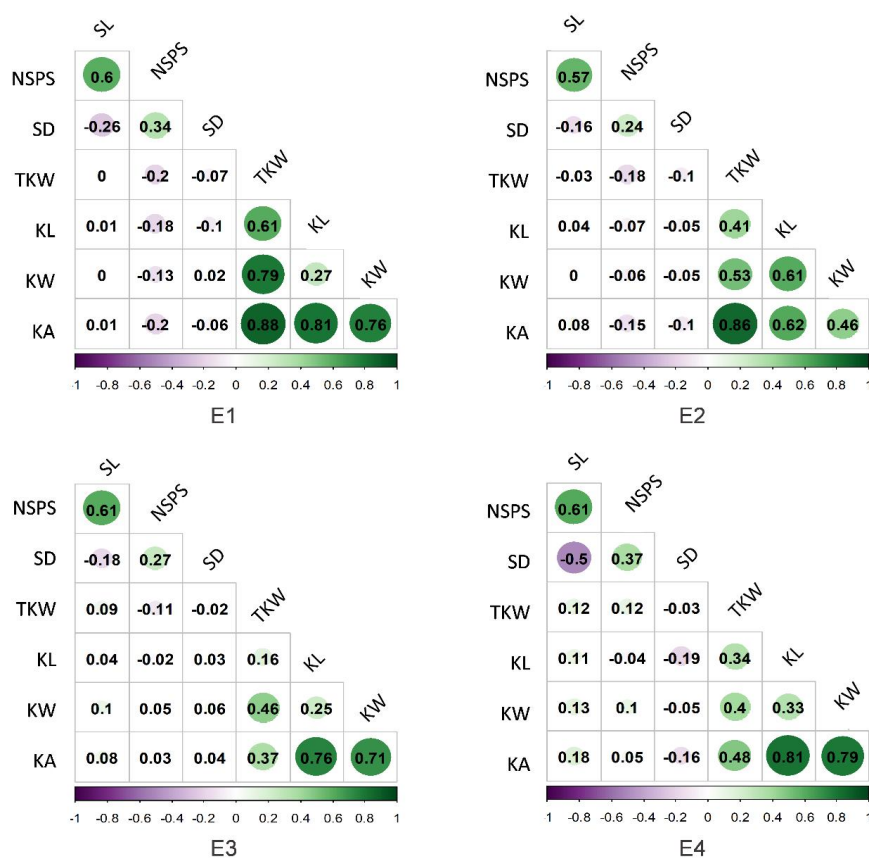 SL
NSPS 0.6 NSPS
SD -0.26 0.34 SD
TKW 0 -0.2 -0.07 TKW
KL 0.01 -0.18 -0.1 0.61 KL
KW 0 -0.13 0.02 0.79 0.27 KW
KA 0.01 -0.2 -0.06 0.88 0.81 0.76
-1 -0.8 -0.6 -0.4 -0.2 0 0.2 0.4 0.6 0.8 1
E1
SL
NSPS 0.57 NSPS
SD -0.16 0.24 SD
TKW -0.03 -0.18 -0.1 TKW
KL 0.04 -0.07 -0.05 0.41 KL
KW 0 -0.06 -0.05 0.53 0.61 KW
KA 0.08 -0.15 -0.1 0.86 0.62 0.46
-1 -0.8 -0.6 -0.4 -0.2 0 0.2 0.4 0.6 0.8 1
E2
SL
NSPS 0.61 NSPS
SD -0.18 0.27 SD
TKW 0.09 -0.11 -0.02 TKW
KL 0.04 -0.02 0.03 0.16 KL
KW 0.1 0.05 0.06 0.46 0.25 KW
KA 0.08 0.03 0.04 0.37 0.76 0.71
-1 -0.8 -0.6 -0.4 -0.2 0 0.2 0.4 0.6 0.8 1
E3
SL
NSPS 0.61 NSPS
SD -0.5 0.37 SD
TKW 0.12 0.12 -0.03 TKW
KL 0.11 -0.04 -0.19 0.34 KL
KW 0.13 0.1 -0.05 0.4 0.33 KW
KA 0.18 0.05 -0.16 0.48 0.81 0.79
-1 -0.8 -0.6 -0.4 -0.2 0 0.2 0.4 0.6 0.8 1
E4